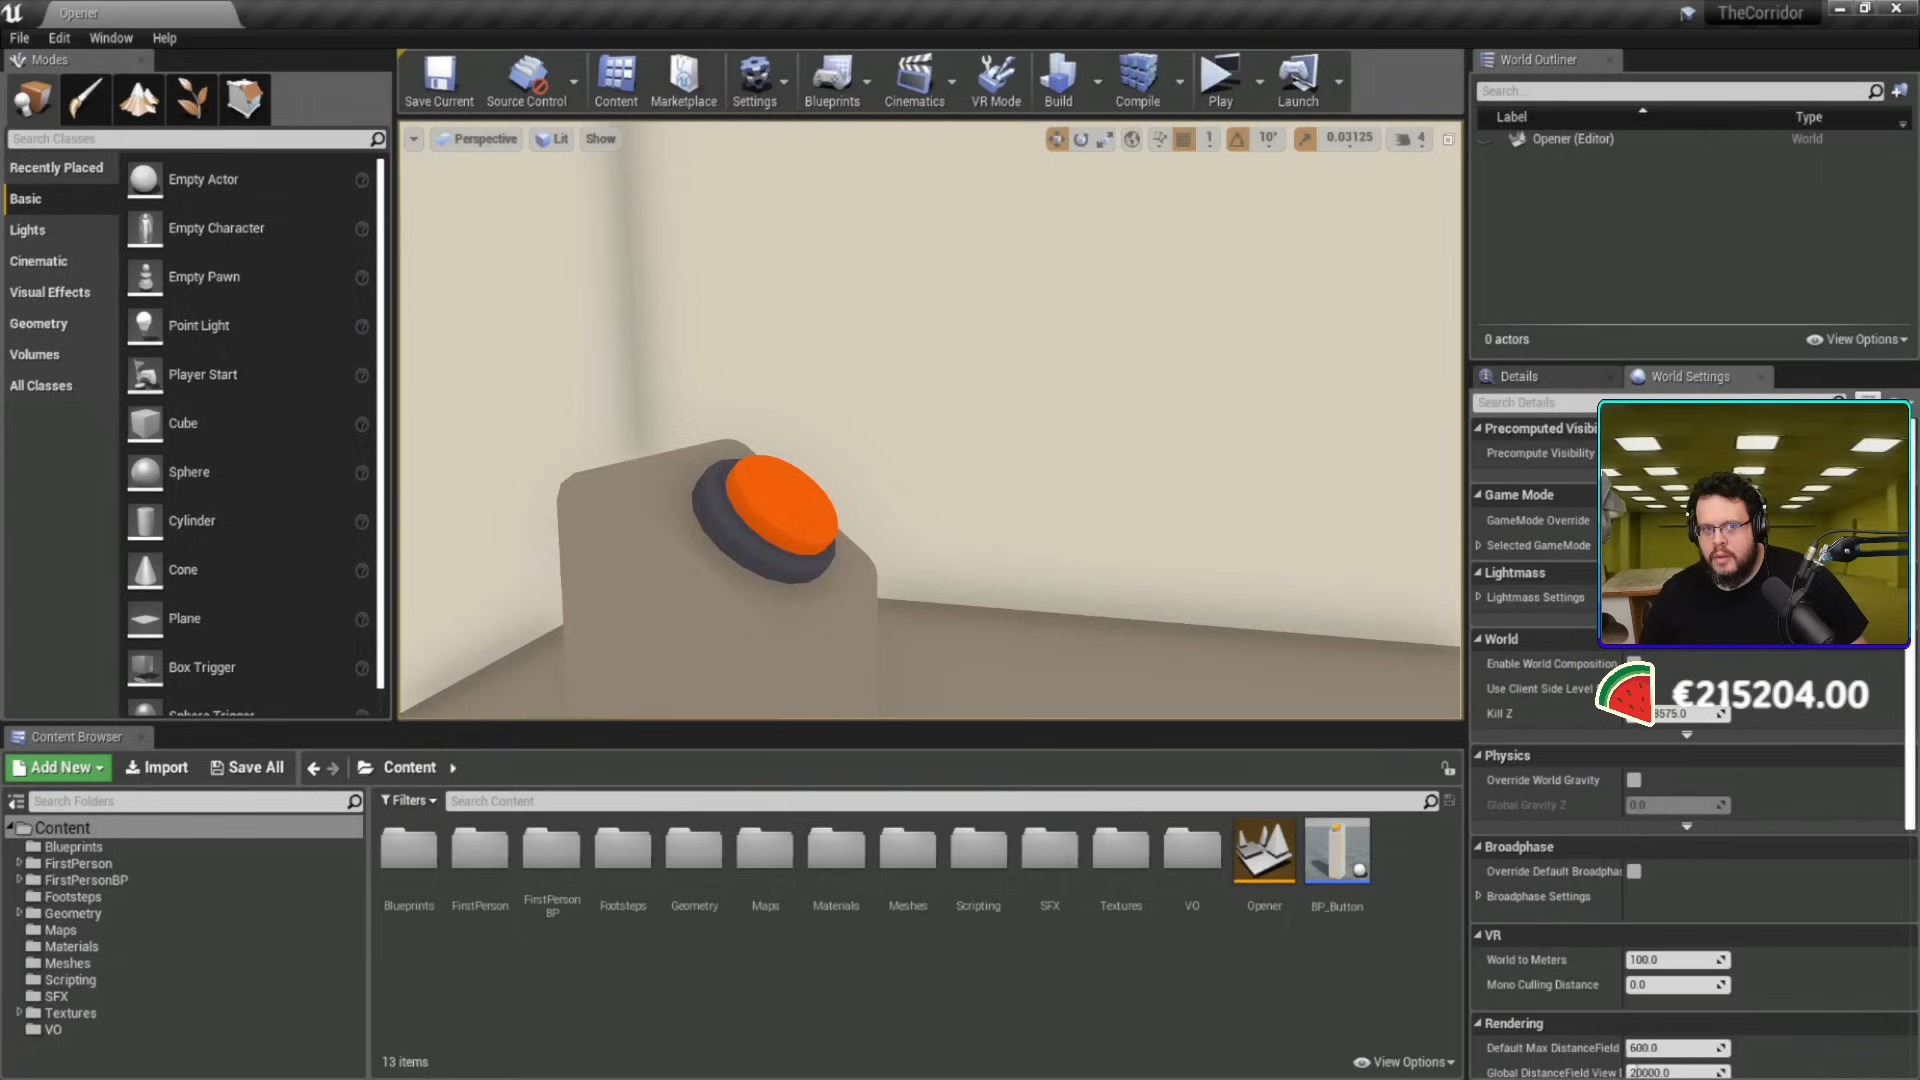 Opener
TheCorridor
File Edit Window Help
Modes
Search Classes
Recently Placed
Basic
Lights
Cinematic
Visual Effects
Geometry
Volumes
All Classes
Empty Actor
Empty Character
Empty Pawn
Point Light
Player Start
Cube
Sphere
Cylinder
Cone
Plane
Box Trigger
Sphere Trigger
Save Current
Source Control
Content
Marketplace
Settings
Blueprints
Cinematics
VR Mode
Build
Compile
Play
Launch
Perspective
Lit
Show
1
10°
0.03125
4
World Outliner
Search...
Label Type
Opener (Editor) World
0 actors
View Options
Details
World Settings
Search Details
Precompute Visibility
Game Mode
GameMode Override
Selected GameMode
Lightmass
Lightmass Settings
World
Enable World Composition
Use Client Side Level
Kill Z
€215204.00
Physics
Override World Gravity
Global Gravity Z 0.0
Broadphase
Override Default Broadphas
Broadphase Settings
VR
World to Meters 100.0
Mono Culling Distance 0.0
Rendering
Default Max DistanceField 600.0
Global DistanceField View 20000.0
Content Browser
Add New
Import
Save All
Content
Search Folders
Filters
Search Content
Content
Blueprints
FirstPerson
FirstPersonBP
Footsteps
Geometry
Maps
Materials
Meshes
Scripting
SFX
Textures
VO
Blueprints
FirstPerson
FirstPerson
BP
Footsteps
Geometry
Maps
Materials
Meshes
Scripting
SFX
Textures
VO
Opener
BP_Button
13 items
View Options